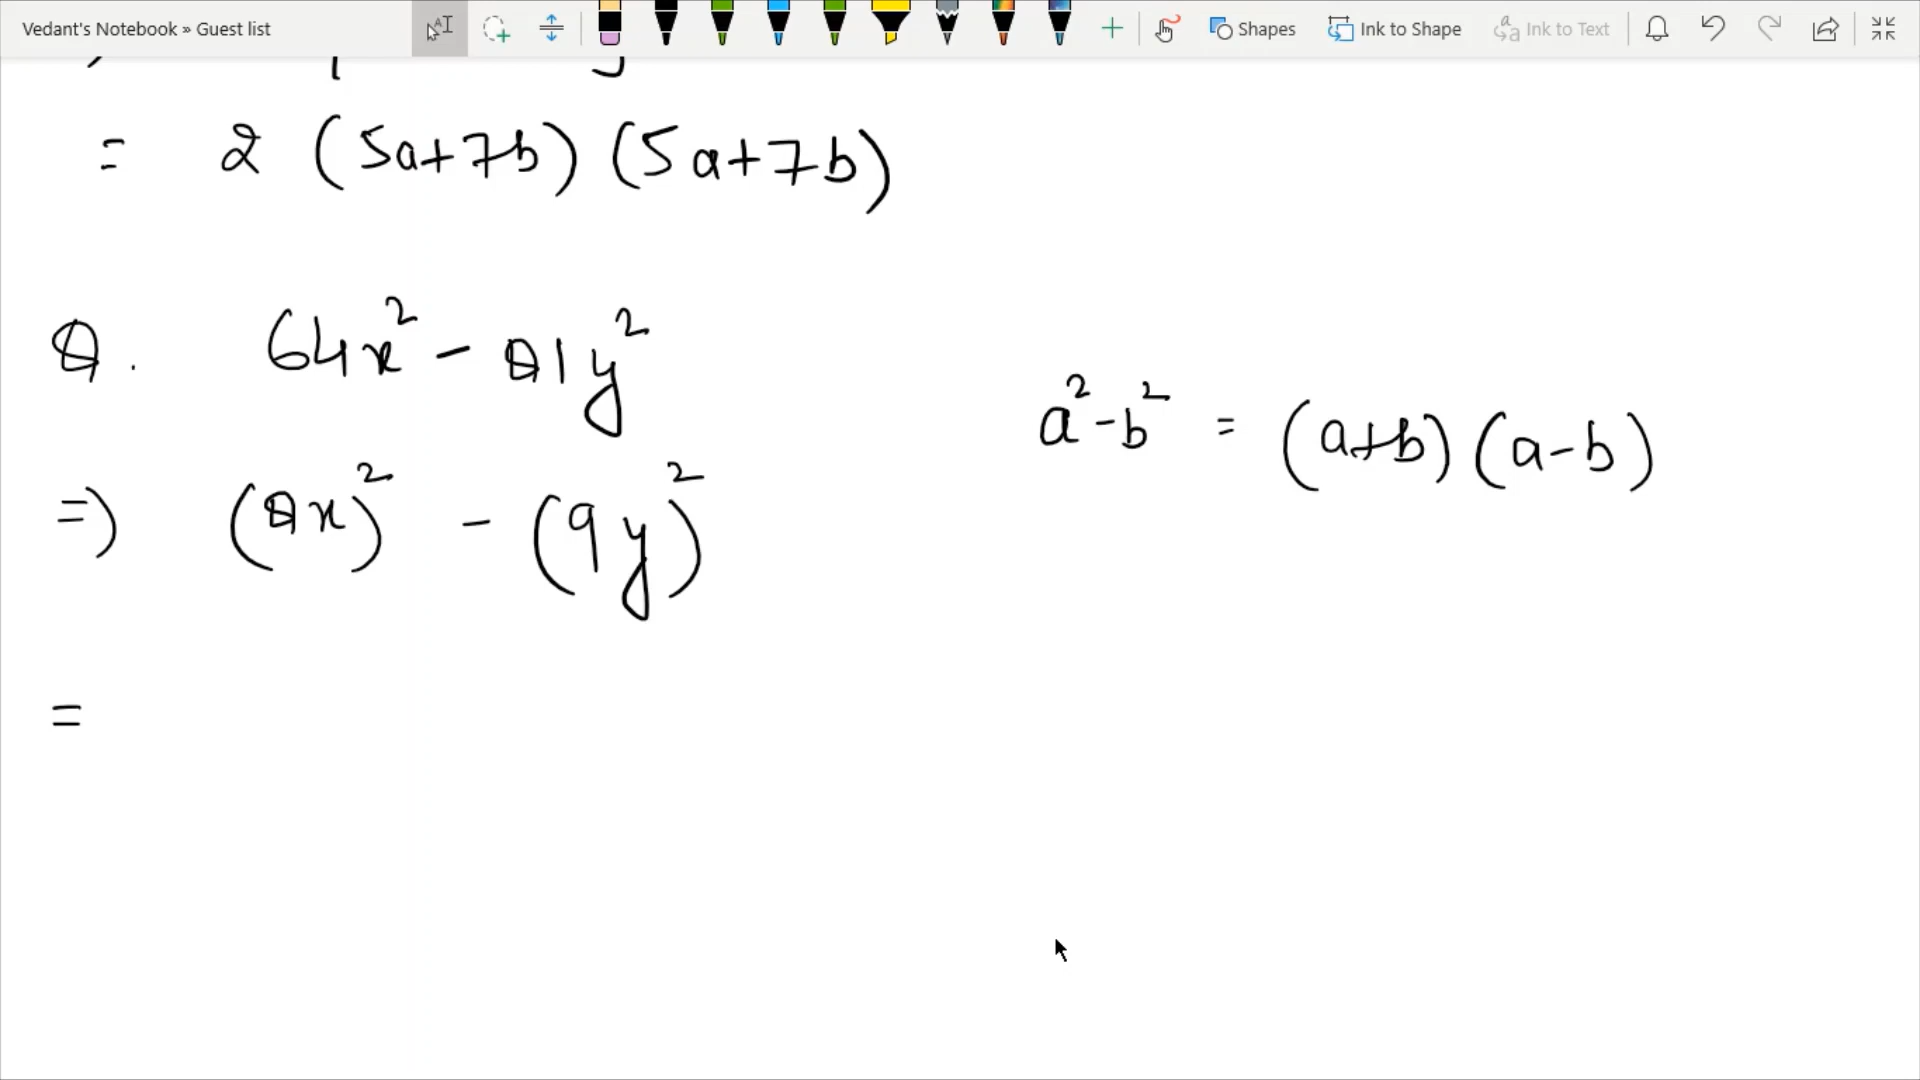 Vedant's Notebook » Guest list
Shapes
Ink to Shape
Ink to Text
= 2 (5a+7b) (5a+7b)
Q. 64x² - 81y²
a² - b² = (a+b) (a-b)
=) (8x)² - (9y)²
=